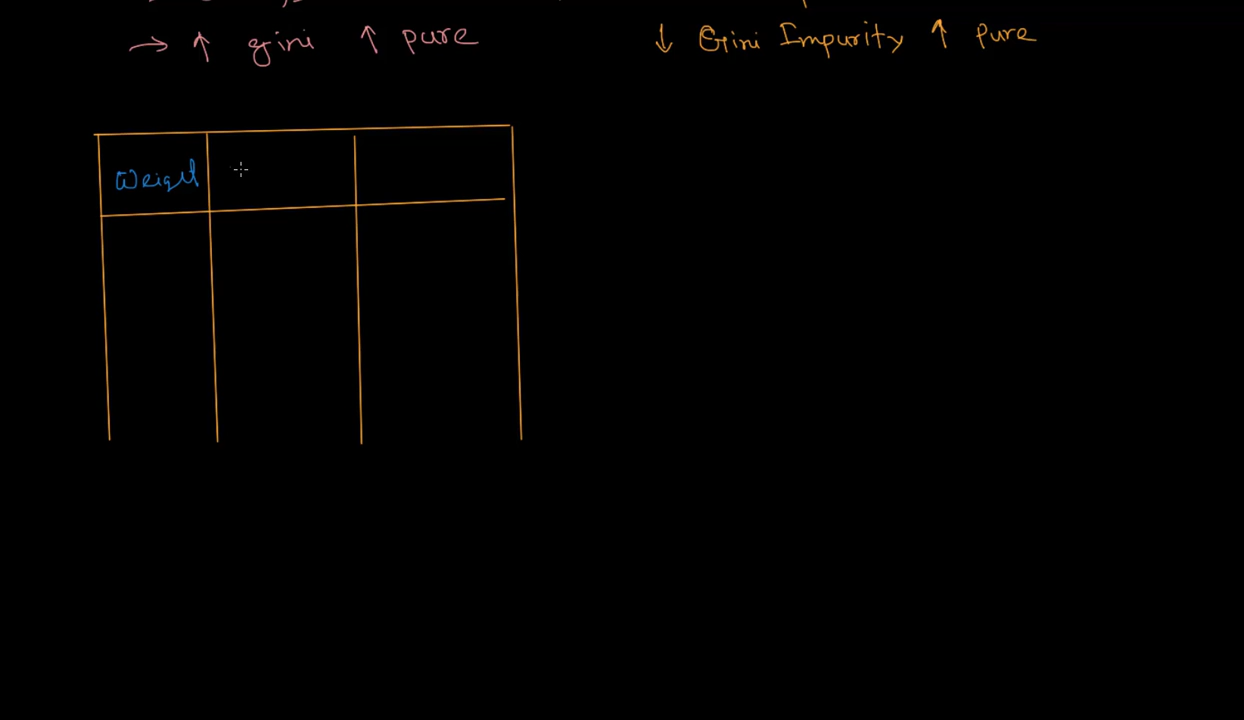 → ↑ gini ↑ pure
↓ Gini Impurity ↑ Pure
Weight